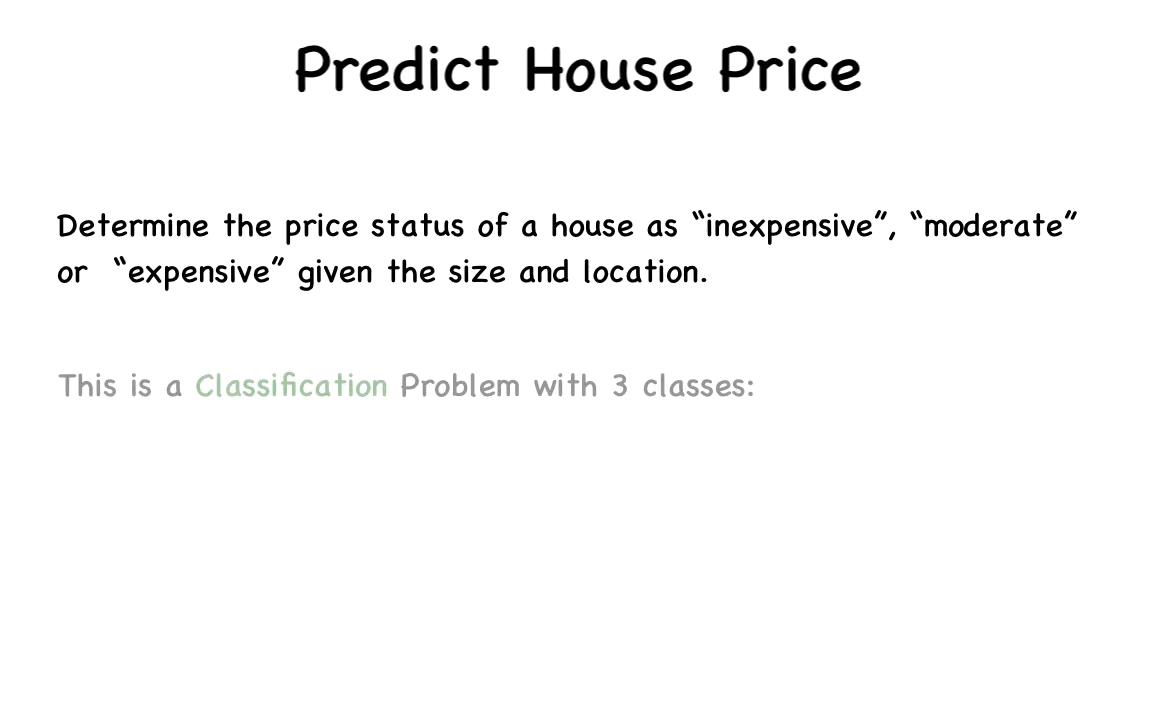 Predict House Price
Determine the price status of a house as “inexpensive”, “moderate”
or “expensive” given the size and location.
This is a Classification Problem with 3 classes: